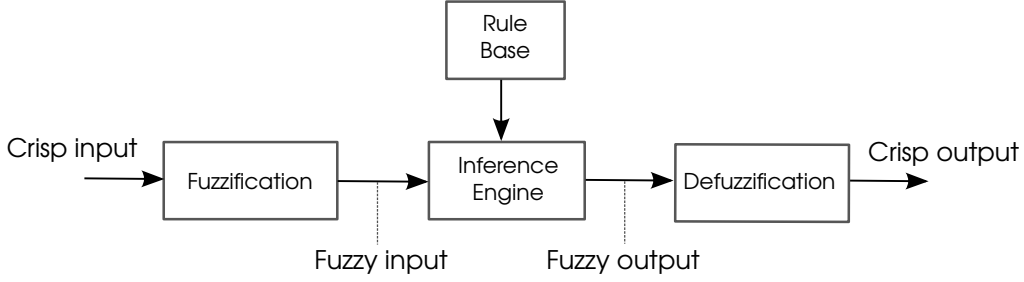 Rule
Base
Crisp input
Fuzzification
Inference
Engine
Defuzzification
Crisp output
Fuzzy input
Fuzzy output